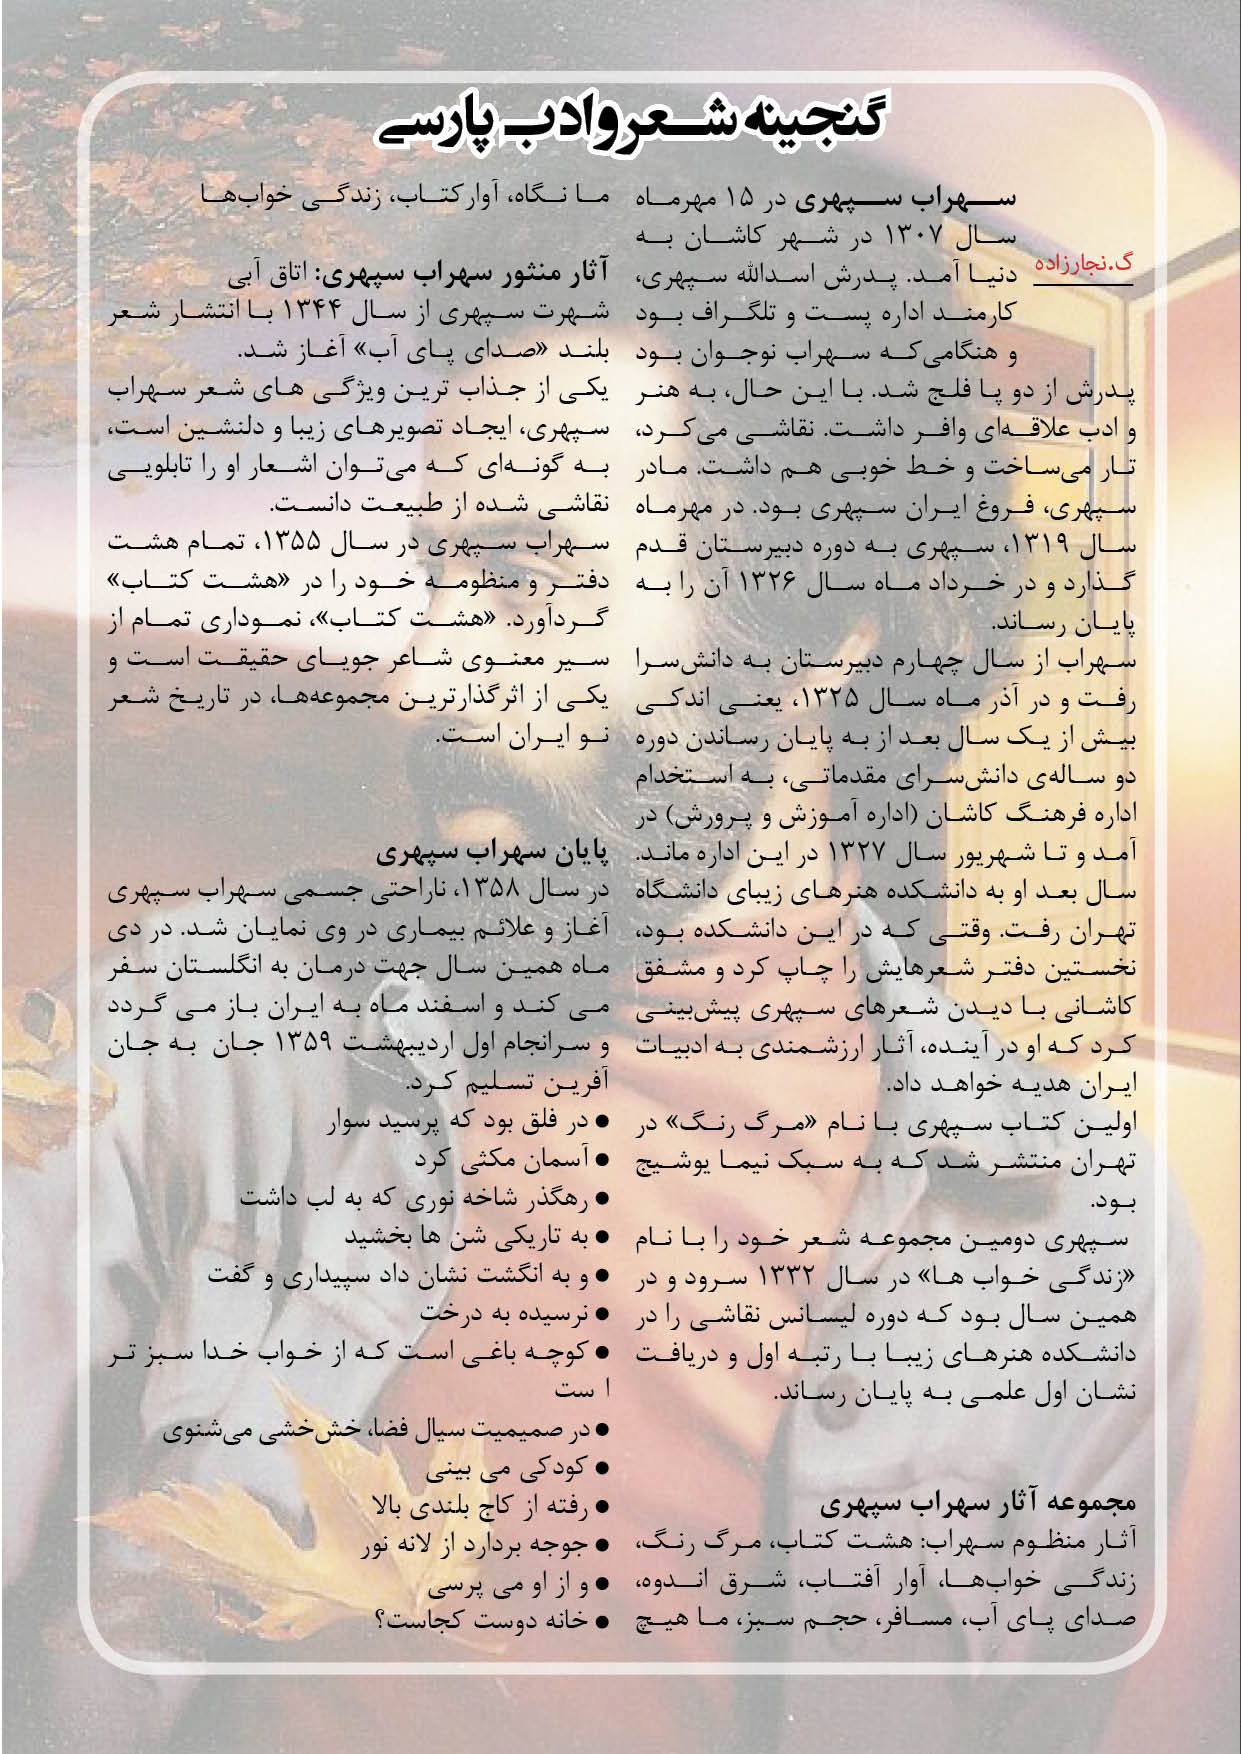 گنجینه شعر و ادب پارسی
گ.نجارزاده
سهراب سپهری در ۱۵ مهرماه
سال ۱۳۰۷ در شهر کاشان به
دنیا آمد. پدرش اسدالله سپهری،
کارمند اداره پست و تلگراف بود
و هنگامی‌که سهراب نوجوان بود
پدرش از دو پا فلج شد. با این حال، به هنر
و ادب علاقه‌ای وافر داشت. نقاشی می‌کرد،
تار می‌ساخت و خط خوبی هم داشت. مادر
سپهری، فروغ ایران سپهری بود. در مهرماه
سال ۱۳۱۹، سپهری به دوره دبیرستان قدم
گذارد و در خرداد ماه سال ۱۳۲۶ آن را به
پایان رساند.
سهراب از سال چهارم دبیرستان به دانش‌سرا
رفت و در آذر ماه سال ۱۳۲۵، یعنی اندکی
بیش از یک سال بعد از به پایان رساندن دوره
دو ساله‌ی دانش‌سرای مقدماتی، به استخدام
اداره فرهنگ کاشان (اداره آموزش و پرورش) در
آمد و تا شهریور سال ۱۳۲۷ در این اداره ماند.
سال بعد او به دانشکده هنرهای زیبای دانشگاه
تهران رفت. وقتی که در این دانشکده بود،
نخستین دفتر شعرهایش را چاپ کرد و مشفق
کاشانی با دیدن شعرهای سپهری پیش‌بینی
کرد که او در آینده، آثار ارزشمندی به ادبیات
ایران هدیه خواهد داد.
اولین کتاب سپهری با نام «مرگ رنگ» در
تهران منتشر شد که به سبک نیما یوشیج
بود.
سپهری دومین مجموعه شعر خود را با نام
«زندگی خواب ها» در سال ۱۳۳۲ سرود و در
همین سال بود که دوره لیسانس نقاشی را در
دانشکده هنرهای زیبا با رتبه اول و دریافت
نشان اول علمی به پایان رساند.
مجموعه آثار سهراب سپهری
آثار منظوم سهراب: هشت کتاب، مرگ رنگ،
زندگی خواب‌ها، آوار آفتاب، شرق اندوه،
صدای پای آب، مسافر، حجم سبز، ما هیچ
ما نگاه، آوارکتاب، زندگی خواب‌ها
آثار منثور سهراب سپهری: اتاق آبی
شهرت سپهری از سال ۱۳۴۴ با انتشار شعر
بلند «صدای پای آب» آغاز شد.
یکی از جذاب ترین ویژگی های شعر سهراب
سپهری، ایجاد تصویرهای زیبا و دلنشین است،
به گونه‌ای که می‌توان اشعار او را تابلویی
نقاشی شده از طبیعت دانست.
سهراب سپهری در سال ۱۳۵۵، تمام هشت
دفتر و منظومه خود را در «هشت کتاب»
گردآورد. «هشت کتاب»، نموداری تمام از
سیر معنوی شاعر جویای حقیقت است و
یکی از اثرگذارترین مجموعه‌ها، در تاریخ شعر
نو ایران است.
پایان سهراب سپهری
در سال ۱۳۵۸، ناراحتی جسمی سهراب سپهری
آغاز و علائم بیماری در وی نمایان شد. در دی
ماه همین سال جهت درمان به انگلستان سفر
می کند و اسفند ماه به ایران باز می گردد
و سرانجام اول اردیبهشت ۱۳۵۹ جان به جان
آفرین تسلیم کرد.
● در فلق بود که پرسید سوار
● آسمان مکثی کرد
● رهگذر شاخه نوری که به لب داشت
● به تاریکی شن ها بخشید
● و به انگشت نشان داد سپیداری و گفت
● نرسیده به درخت
● کوچه باغی است که از خواب خدا سبز تر
ا ست
● در صمیمیت سیال فضا، خش‌خشی می‌شنوی
● کودکی می بینی
● رفته از کاج بلندی بالا
● جوجه بردارد از لانه نور
● و از او می پرسی
● خانه دوست کجاست؟